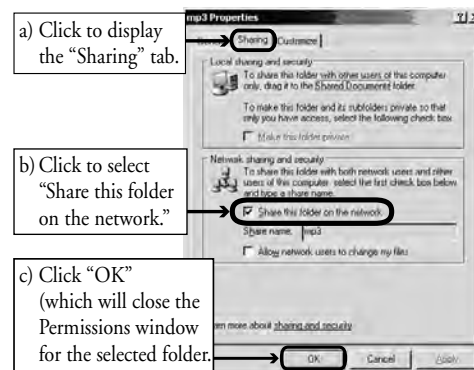 mp3 Properties
Sharing Customize
a) Click to display
the “Sharing” tab.
Local sharing and security
To share this folder with other users of this computer
only, drag it to the Shared Documents folder.
To make this folder and its subfolders private so that
only you have access, select the following check box.
Make this folder private
Network sharing and security
To share this folder with both network users and other
users of this computer, select the first check box below
and type a share name.
b) Click to select
“Share this folder
on the network.”
Share this folder on the network
Share name: mp3
Allow network users to change my files
c) Click “OK”
(which will close the
Permissions window
for the selected folder.
more about sharing and security.
OK Cancel Apply